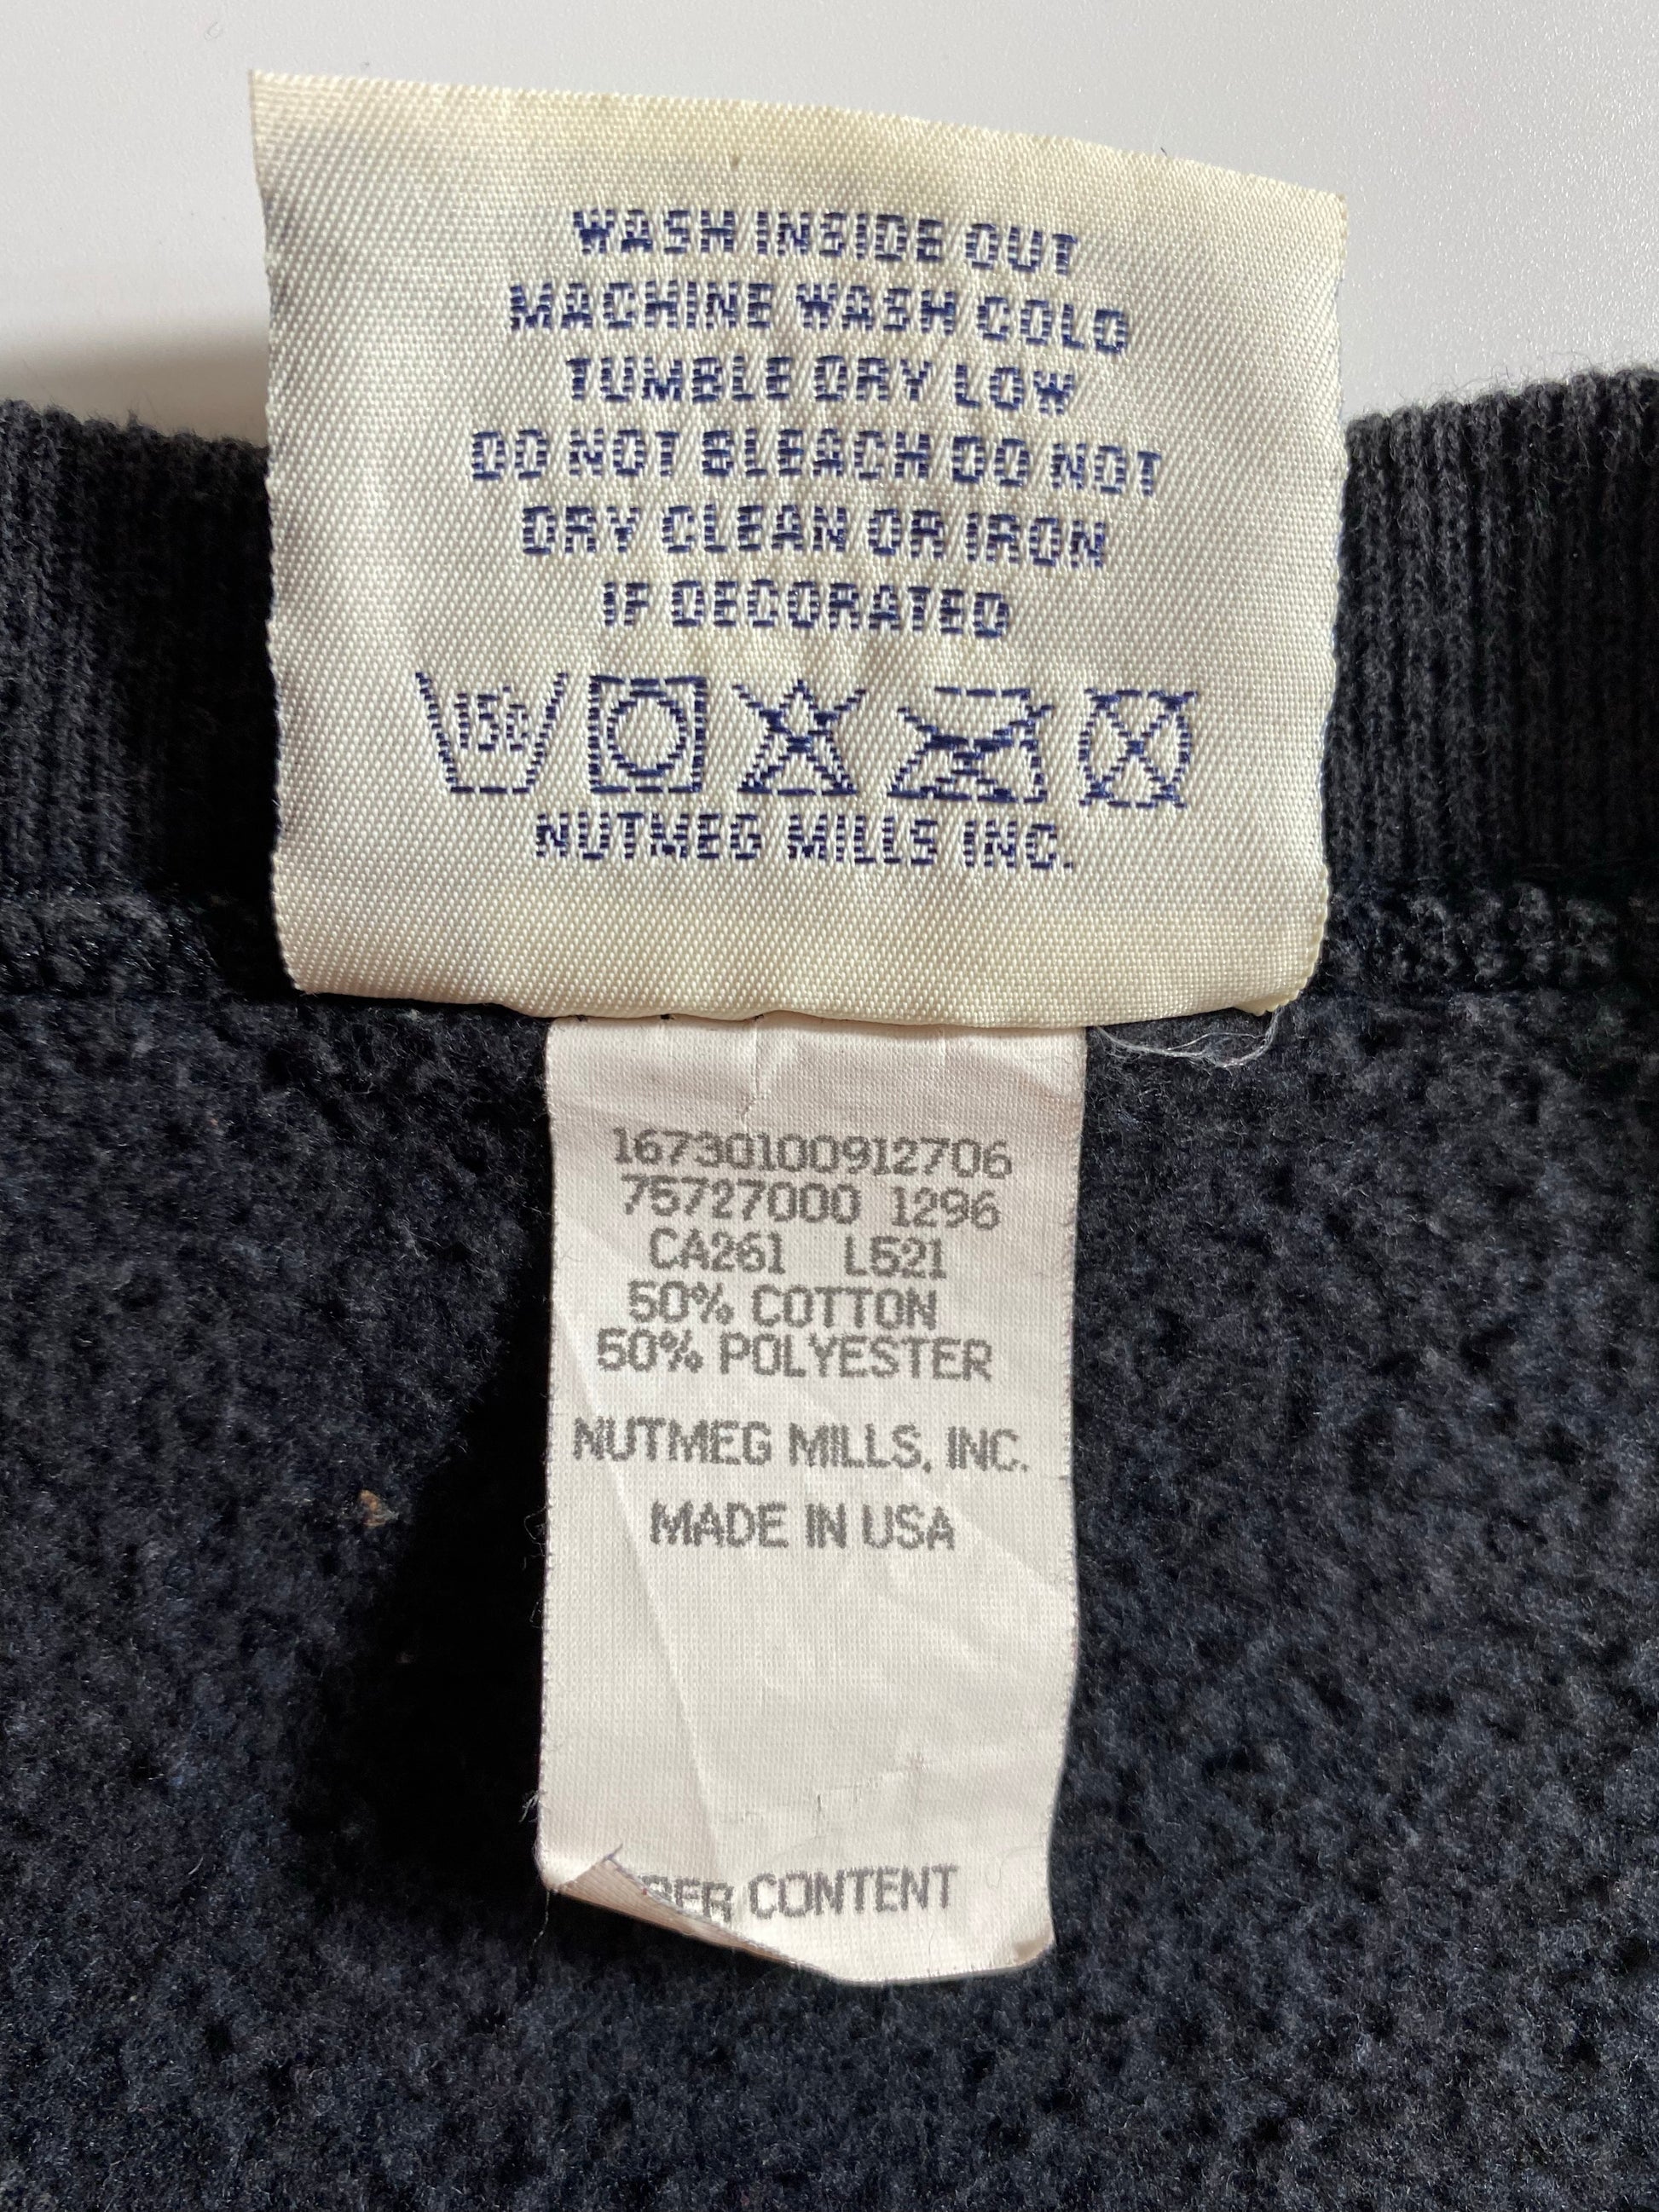 WASH INSIDE OUT
MACHINE WASH COLD
TUMBLE DRY LOW
DO NOT BLEACH DO NOT
DRY CLEAN OR IRON
IF DECORATED
15c
NUTMEG MILLS INC.
16730100912706
75727000 1296
CA261 L521
50% COTTON
50% POLYESTER
NUTMEG MILLS, INC.
MADE IN USA
CONTENT